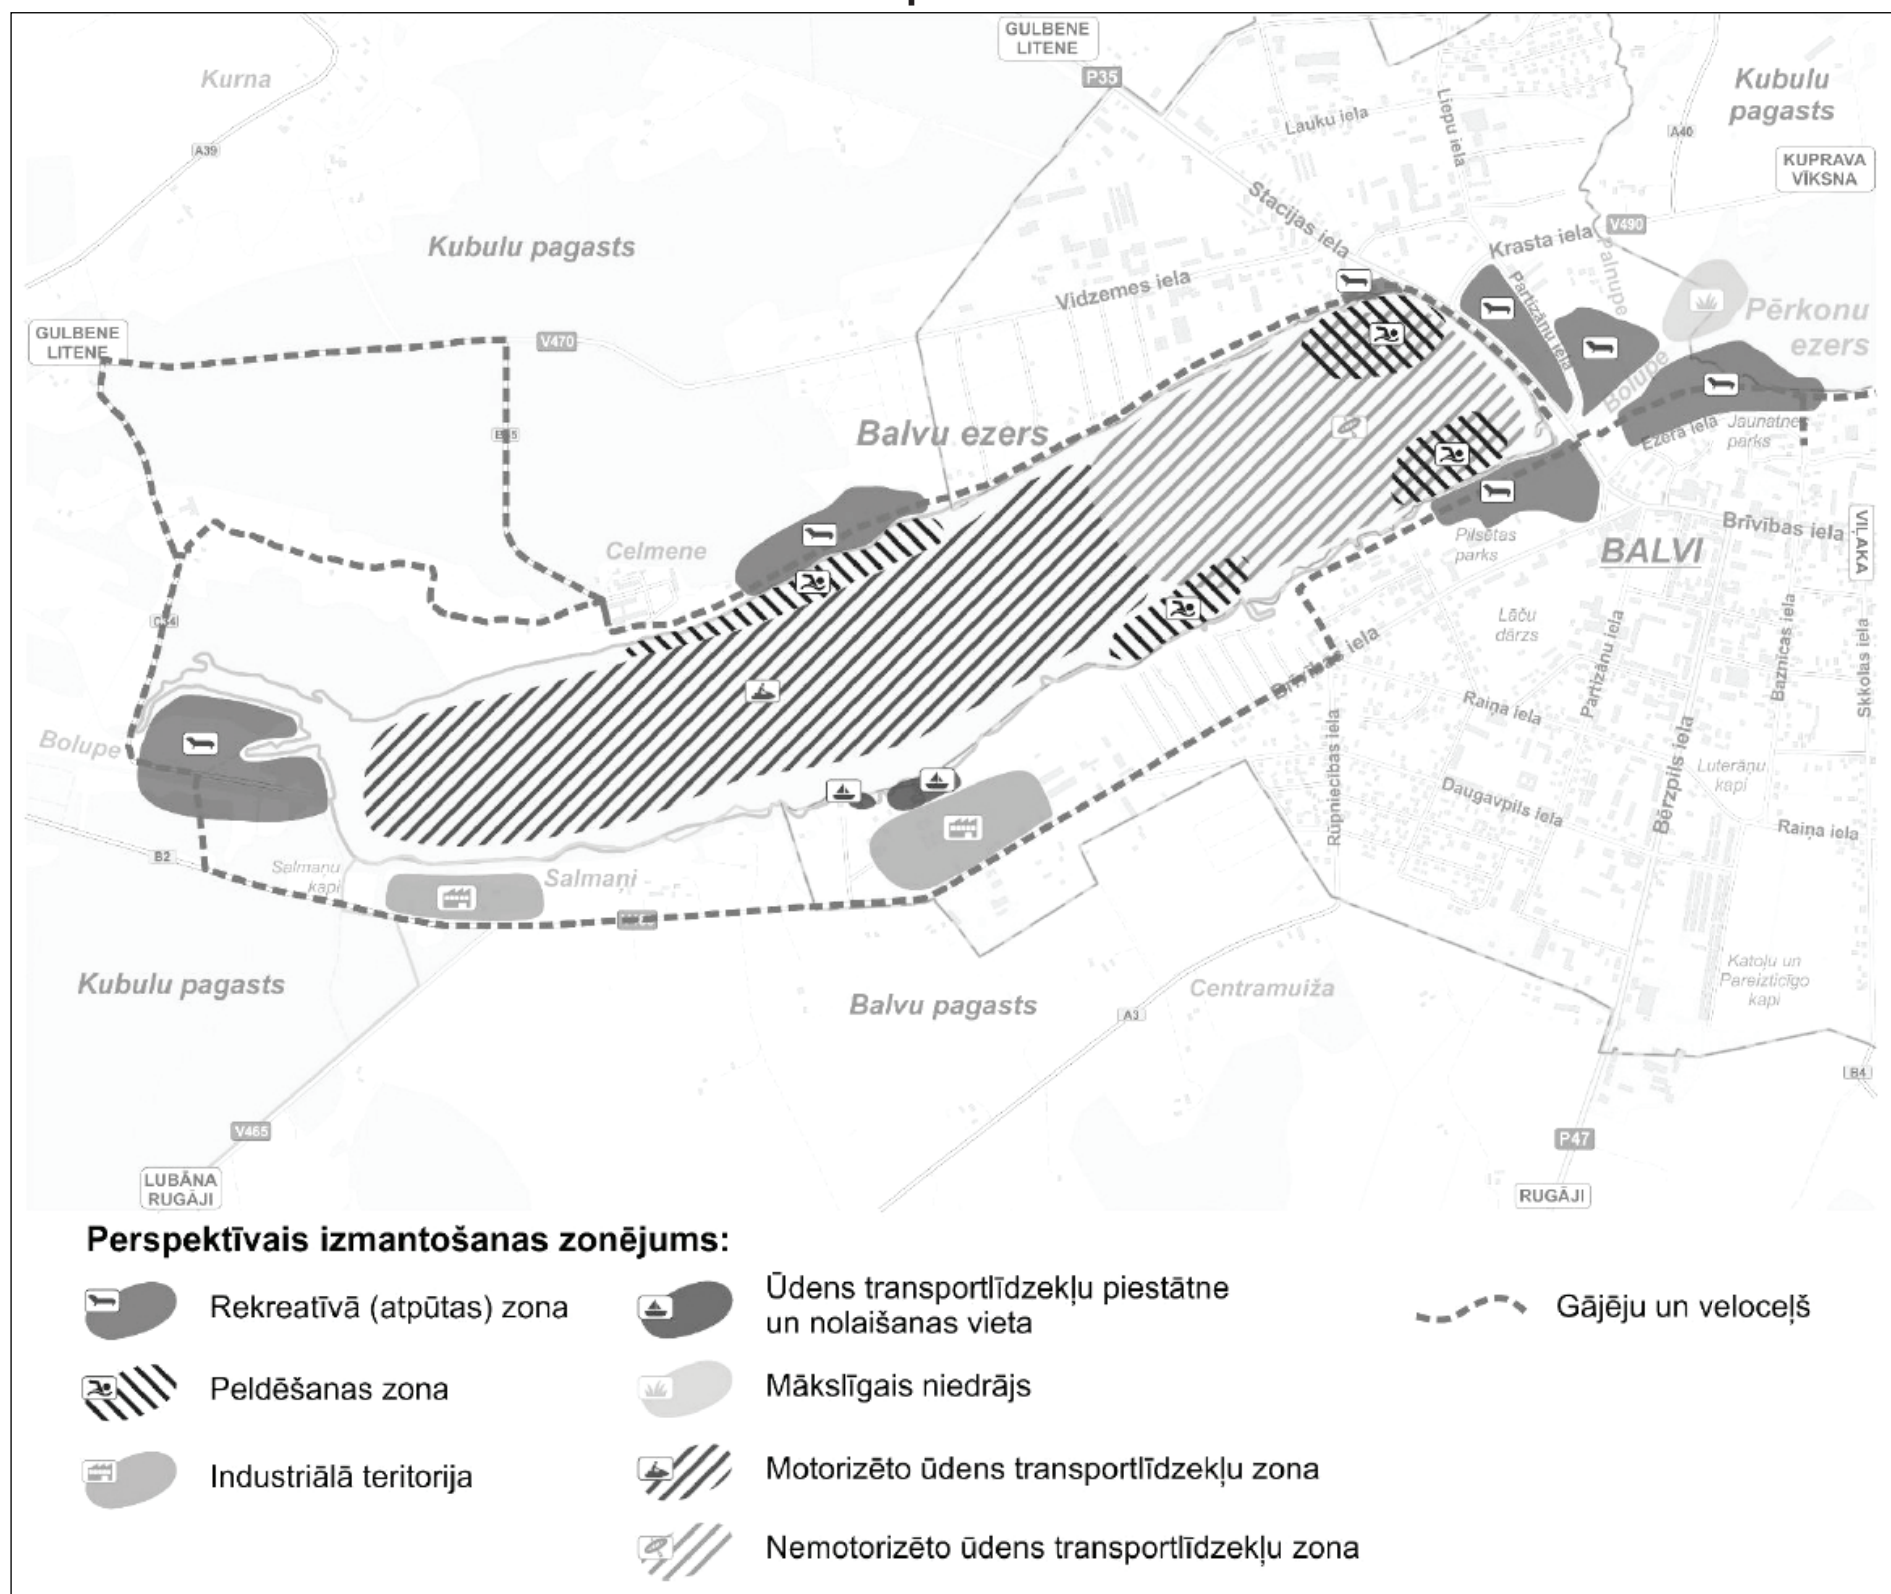 GULBENE
LITENE
P35
Kurna
Kubulu
pagasts
Lauku iela
Liepu iela
A40
A39
KUPRAVA
VĪKSNA
Stacijas iela
V490
Krasta iela
Kubulu pagasts
Vidzemes iela
Partizānu iela
Pērkonu
ezers
GULBENE
LITENE
V470
Bolupe
Balvu ezers
Ezera iela
Jaunatnes
parks
Brīvības iela
VIĻAKA
Pilsētas
parks
BALVI
Celmene
Lāču
dārzs
Brīvības iela
Partizānu iela
Baznīcas iela
Skkolas iela
Raiņa iela
Bolupe
Rūpniecības iela
Bērzpils iela
Luterāņu
kapi
Daugavpils iela
Raiņa iela
B2
Salmaņu
kapi
Salmaņi
Kubulu pagasts
Balvu pagasts
Centramuiža
A3
Katoļu un
Pareizticīgo
kapi
B4
V465
P47
LUBĀNA
RUGĀJI
RUGĀJI
Perspektīvais izmantošanas zonējums:
Rekreatīvā (atpūtas) zona
Peldēšanas zona
Industriālā teritorija
Ūdens transportlīdzekļu piestātne
un nolaišanas vieta
Mākslīgais niedrājs
Motorizēto ūdens transportlīdzekļu zona
Nemotorizēto ūdens transportlīdzekļu zona
Gājēju un veloceļš